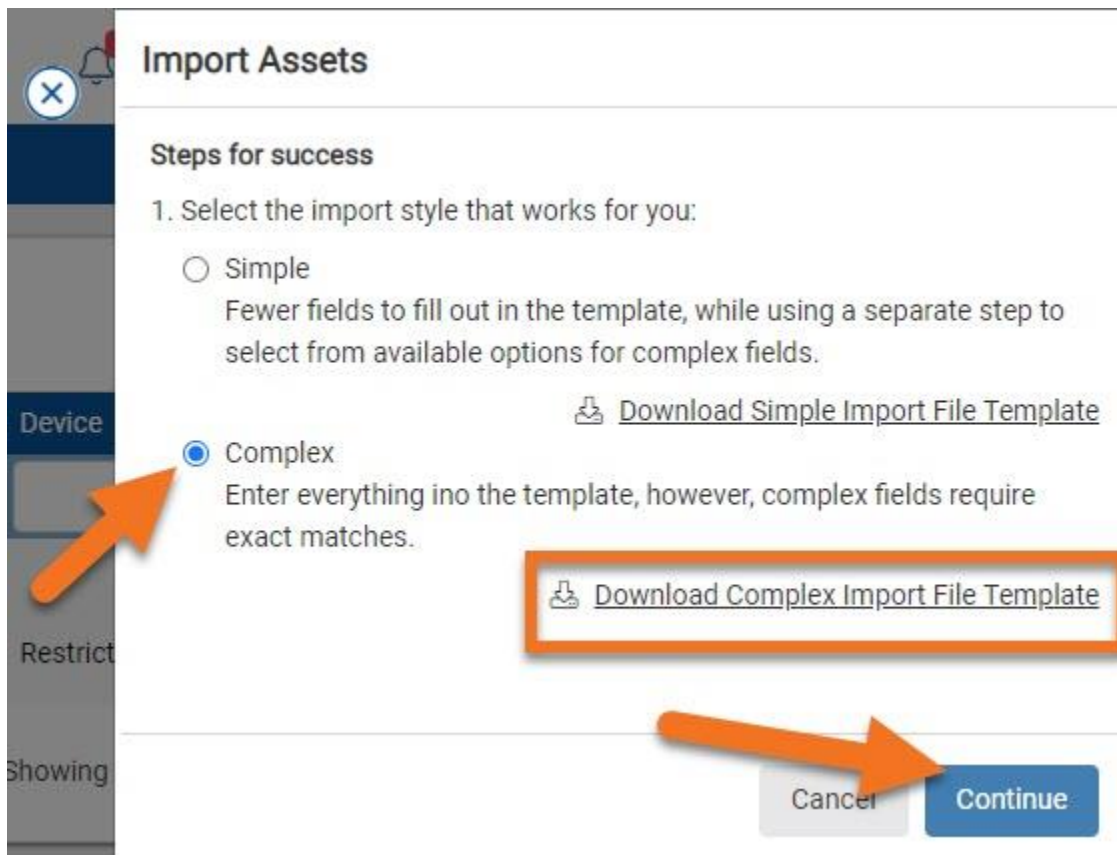 Import Assets
Steps for success
1. Select the import style that works for you:
Simple
Fewer fields to fill out in the template, while using a separate step to
select from available options for complex fields.
Download Simple Import File Template
Device
Complex
Enter everything ino the template, however, complex fields require
exact matches.
Download Complex Import File Template
Restrict
Showing
Cancel
Continue